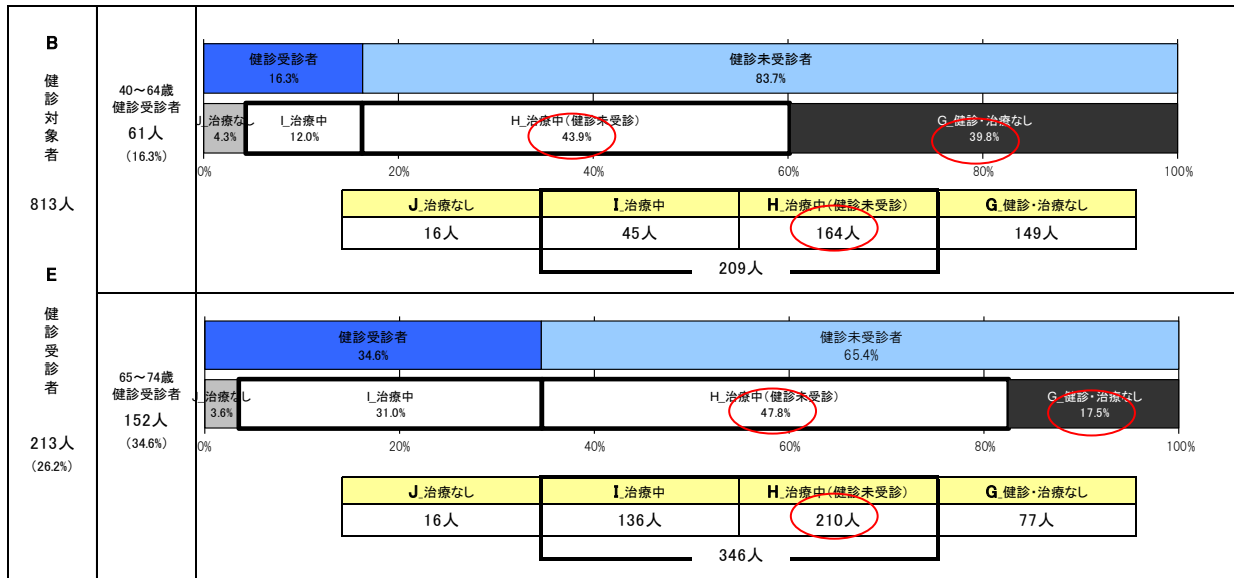 B
健診対象者
813人
E
健診受診者
213人
(26.2%)
40～64歳
健診受診者
61人
(16.3%)
健診受診者
16.3%
健診未受診者
83.7%
J_治療なし
4.3%
I_治療中
12.0%
H_治療中(健診未受診)
43.9%
G_健診・治療なし
39.8%
0% 20% 40% 60% 80% 100%
J_治療なし I_治療中 H_治療中(健診未受診) G_健診・治療なし
16人 45人 164人 149人
209人
65～74歳
健診受診者
152人
(34.6%)
健診受診者
34.6%
健診未受診者
65.4%
J_治療なし
3.6%
I_治療中
31.0%
H_治療中(健診未受診)
47.8%
G_健診・治療なし
17.5%
0% 20% 40% 60% 80% 100%
J_治療なし I_治療中 H_治療中(健診未受診) G_健診・治療なし
16人 136人 210人 77人
346人